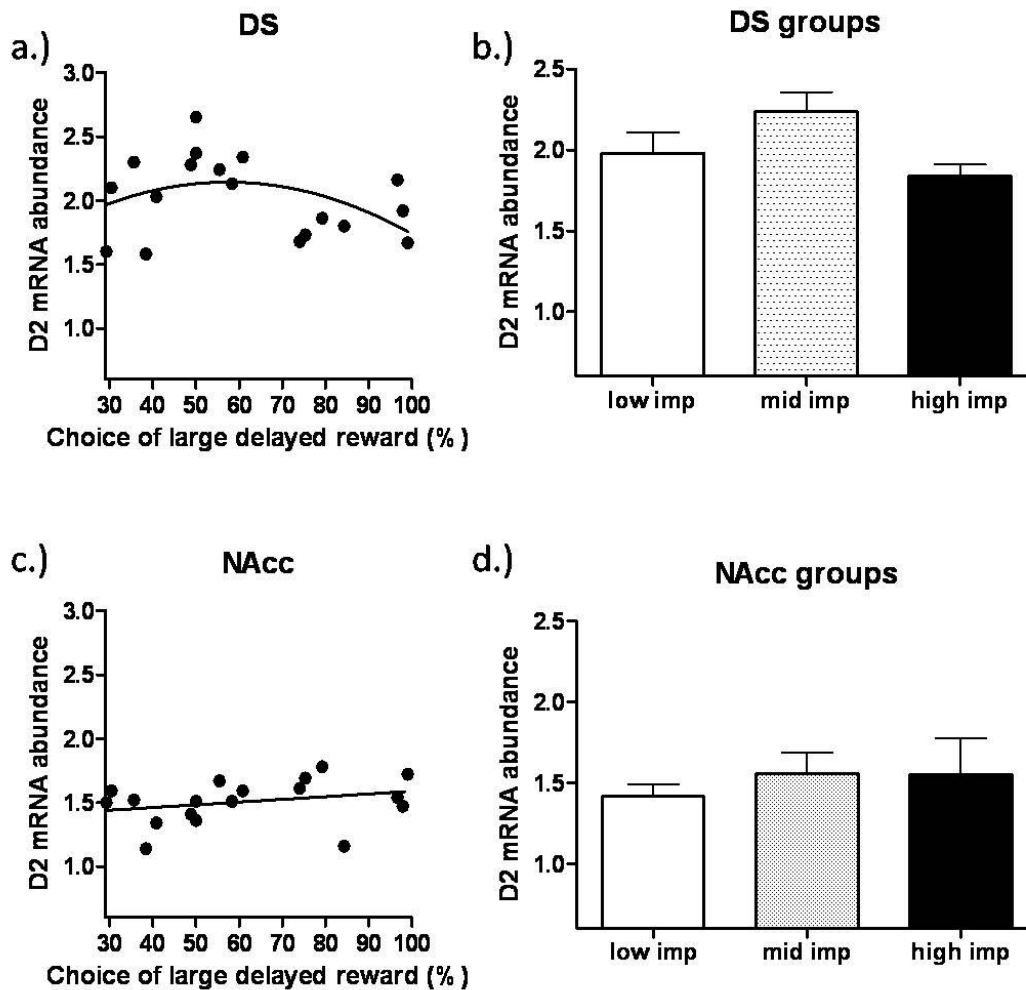 a.)
DS
D2 mRNA abundance
3.0
2.5
2.0
1.5
1.0
30 40 50 60 70 80 90 100
Choice of large delayed reward (%)
b.)
DS groups
D2 mRNA abundance
2.5
2.0
1.5
1.0
low imp mid imp high imp
c.)
NAcc
D2 mRNA abundance
3.0
2.5
2.0
1.5
1.0
30 40 50 60 70 80 90 100
Choice of large delayed reward (%)
d.)
NAcc groups
D2 mRNA abundance
2.5
2.0
1.5
1.0
low imp mid imp high imp